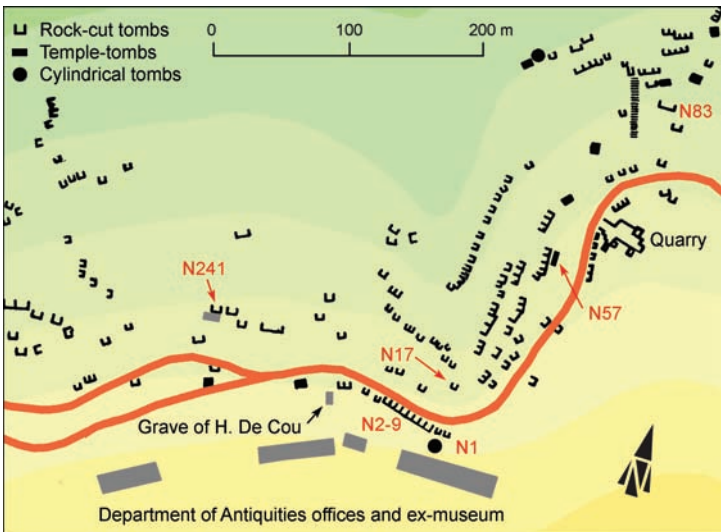 Rock-cut tombs
Temple-tombs
Cylindrical tombs
0 100 200 m
N83
Quarry
N241
N57
N17
Grave of H. De Cou
N2-9
N1
Department of Antiquities offices and ex-museum